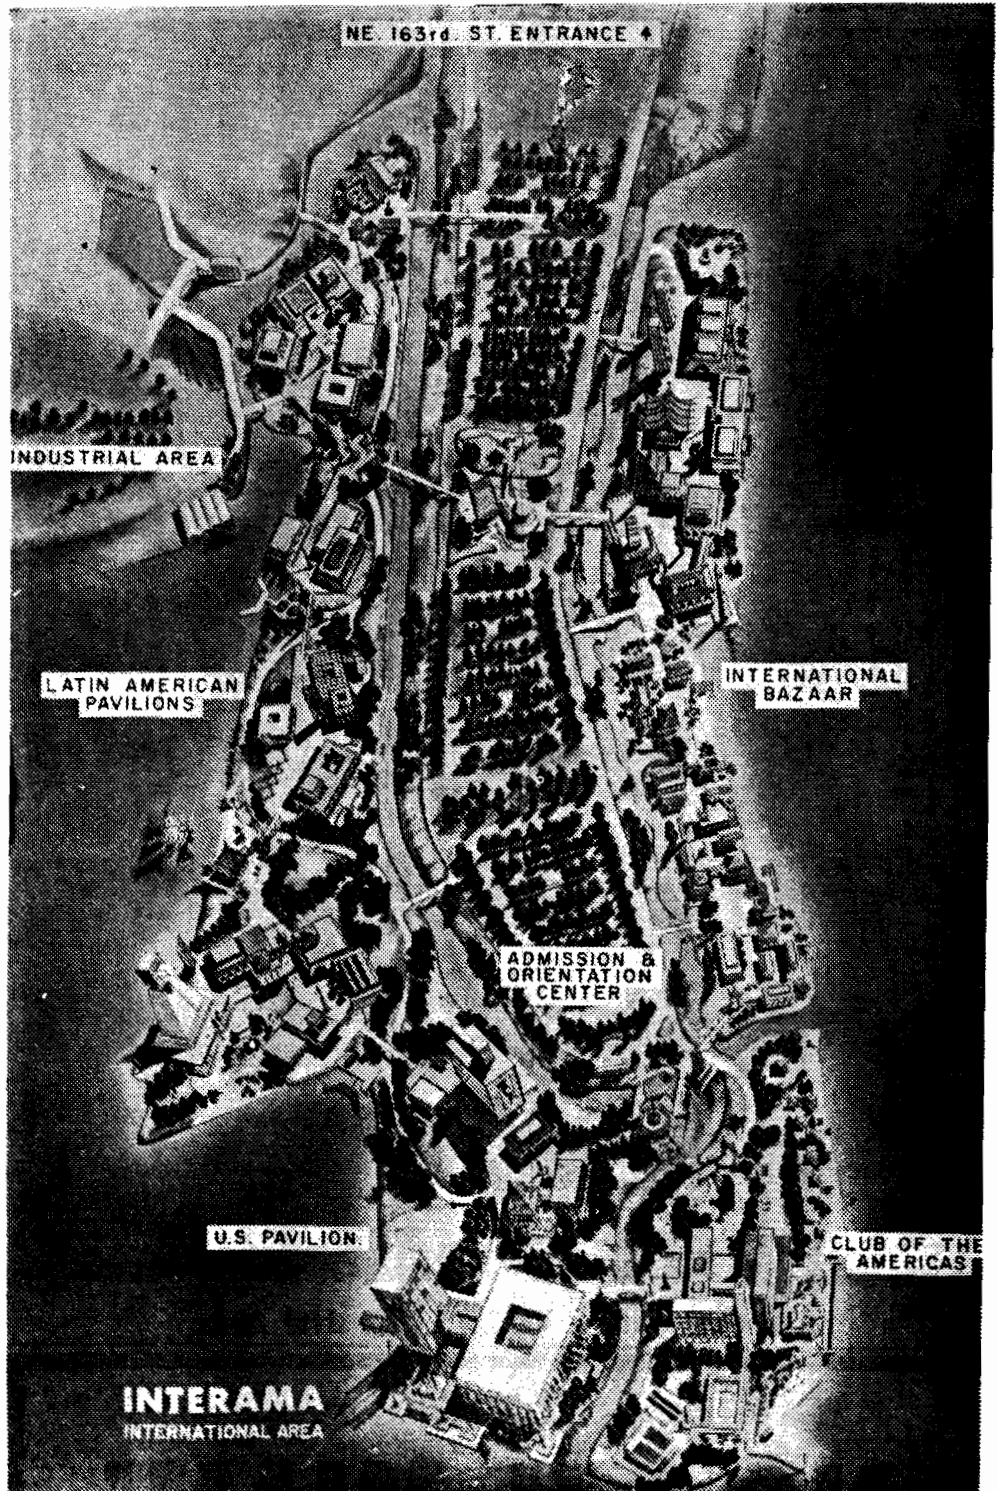 NE. 163rd. ST. ENTRANCE
INDUSTRIAL AREA
LATIN AMERICAN
PAVILIONS
INTERNATIONAL
BAZAAR
ADMISSION &
ORIENTATION
CENTER
U.S. PAVILION.
CLUB OF THE
AMERICAS
INTERAMA
INTERNATIONAL AREA